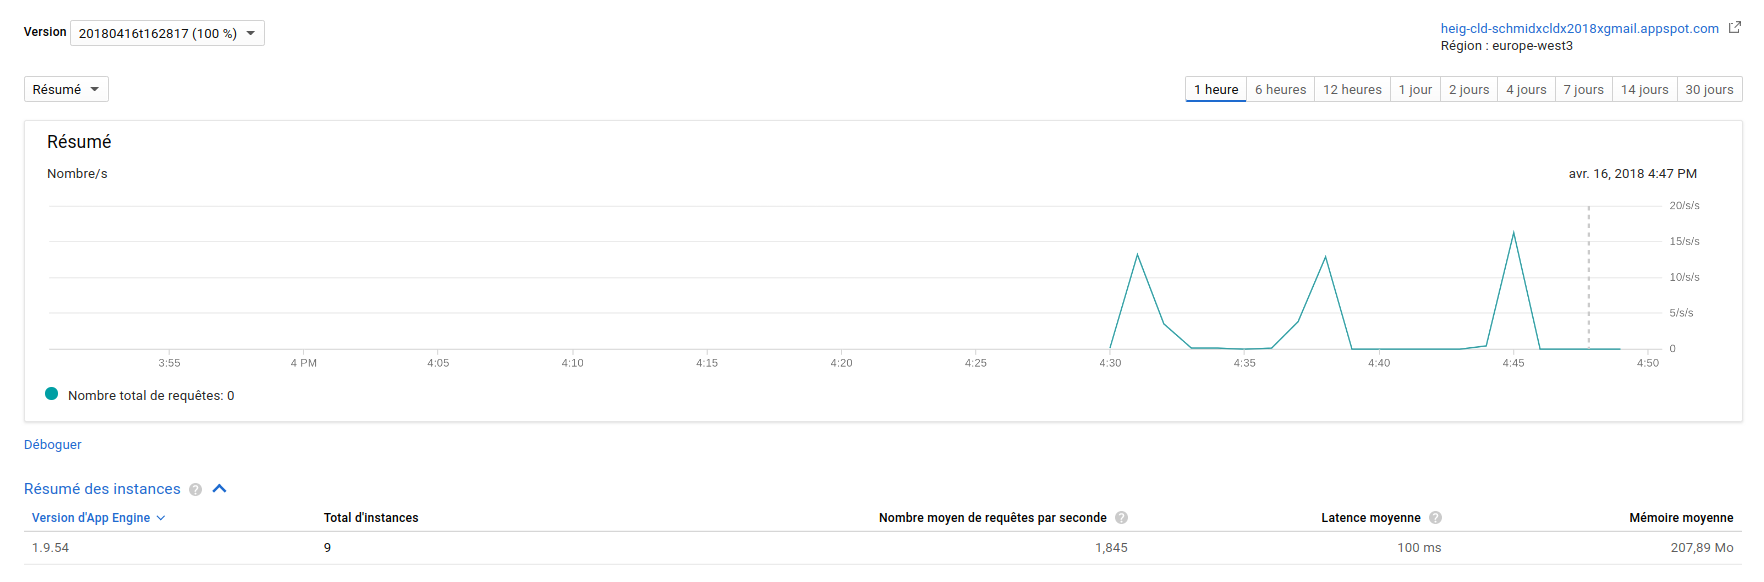 Version 20180416t162817 (100 %)
heig-cld-schmidxcldx2018xgmail.appspot.com
Région : europe-west3
Résumé
1 heure 6 heures 12 heures 1 jour 2 jours 4 jours 7 jours 14 jours 30 jours
Résumé
Nombre/s
avr. 16, 2018 4:47 PM
20/s/s
15/s/s
10/s/s
5/s/s
0
3:55 4 PM 4:05 4:10 4:15 4:20 4:25 4:30 4:35 4:40 4:45 4:50
Nombre total de requêtes: 0
Déboguer
Résumé des instances ?
Version d'App Engine Total d'instances Nombre moyen de requêtes par seconde ? Latence moyenne ? Mémoire moyenne
1.9.54 9 1,845 100 ms 207,89 Mo